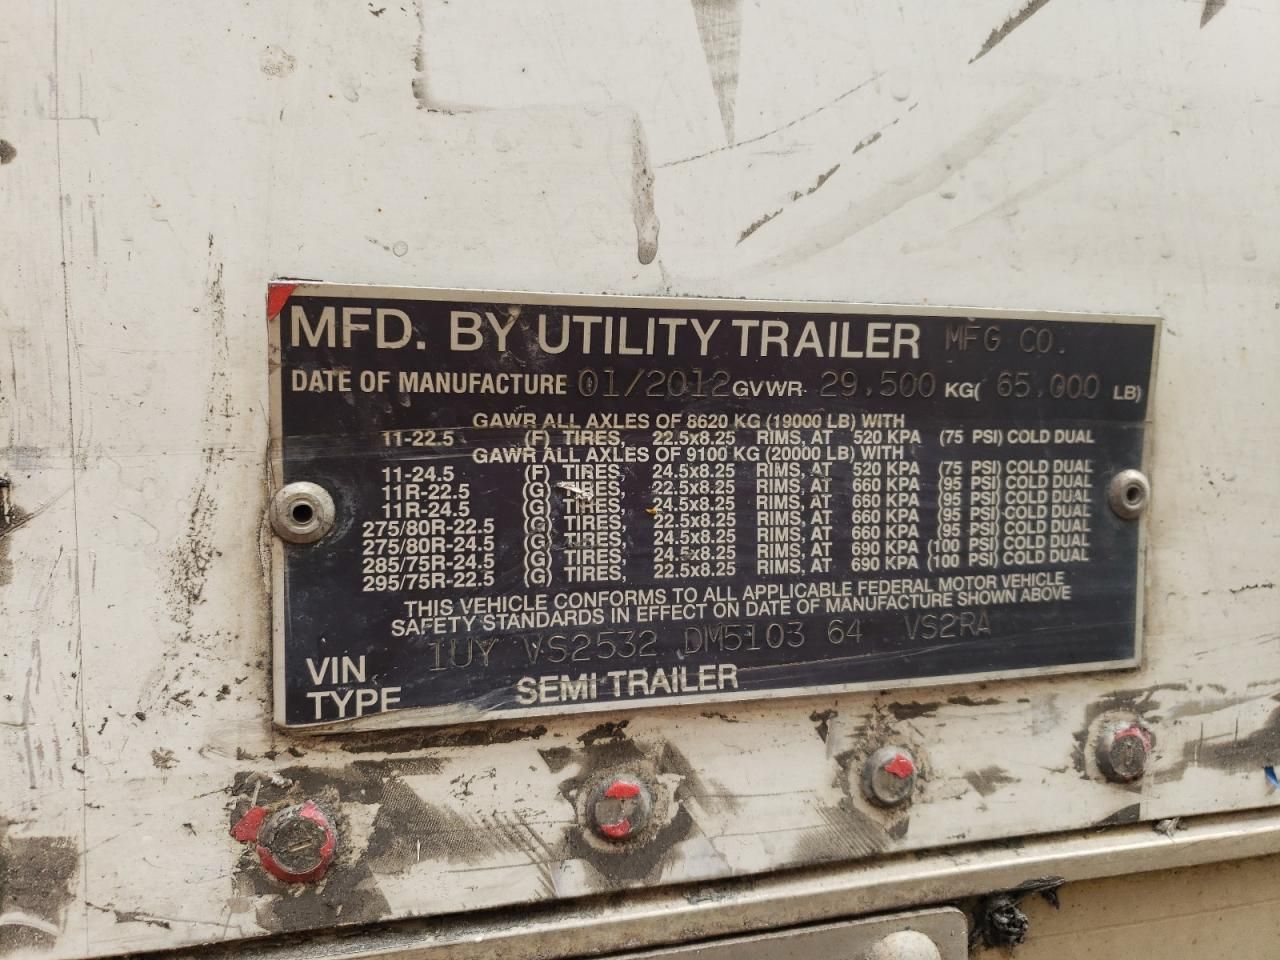 MFD. BY UTILITY TRAILER MFG CO.
DATE OF MANUFACTURE 01/2012 GVWR 29,500 KG( 65,000 LB)
GAWR ALL AXLES OF 8620 KG (19000 LB) WITH
11-22.5 (F) TIRES, 22.5x8.25 RIMS, AT 520 KPA (75 PSI) COLD DUAL
GAWR ALL AXLES OF 9100 KG (20000 LB) WITH
11-24.5 (F) TIRES, 24.5x8.25 RIMS, AT 520 KPA (75 PSI) COLD DUAL
11R-22.5 (G) TIRES, 22.5x8.25 RIMS, AT 660 KPA (95 PSI) COLD DUAL
11R-24.5 (G) TIRES, 24.5x8.25 RIMS, AT 660 KPA (95 PSI) COLD DUAL
275/80R-22.5 (G) TIRES, 22.5x8.25 RIMS, AT 660 KPA (95 PSI) COLD DUAL
275/80R-24.5 (G) TIRES, 24.5x8.25 RIMS, AT 660 KPA (95 PSI) COLD DUAL
285/75R-24.5 (G) TIRES, 24.5x8.25 RIMS, AT 690 KPA (100 PSI) COLD DUAL
295/75R-22.5 (G) TIRES, 22.5x8.25 RIMS, AT 690 KPA (100 PSI) COLD DUAL
THIS VEHICLE CONFORMS TO ALL APPLICABLE FEDERAL MOTOR VEHICLE
SAFETY STANDARDS IN EFFECT ON DATE OF MANUFACTURE SHOWN ABOVE
VIN 1UY VS2532 DM5103 64 VS2RA
TYPE SEMI TRAILER